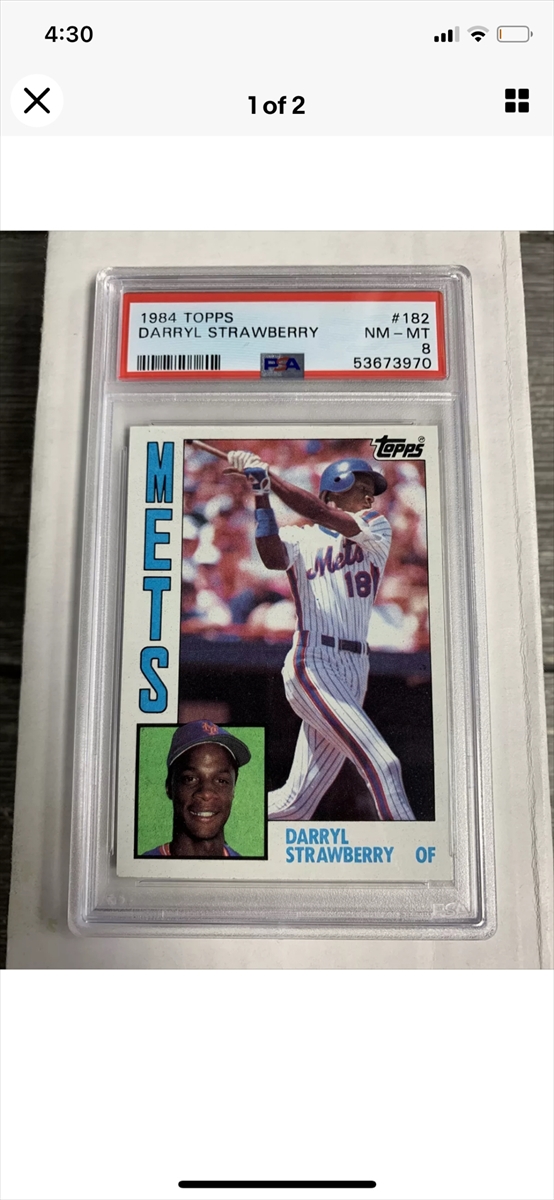 4:30
1 of 2
1984 TOPPS #182
DARRYL STRAWBERRY NM-MT
8
PSA 53673970
Topps
METS
Mets
18
NY
DARRYL
STRAWBERRY OF